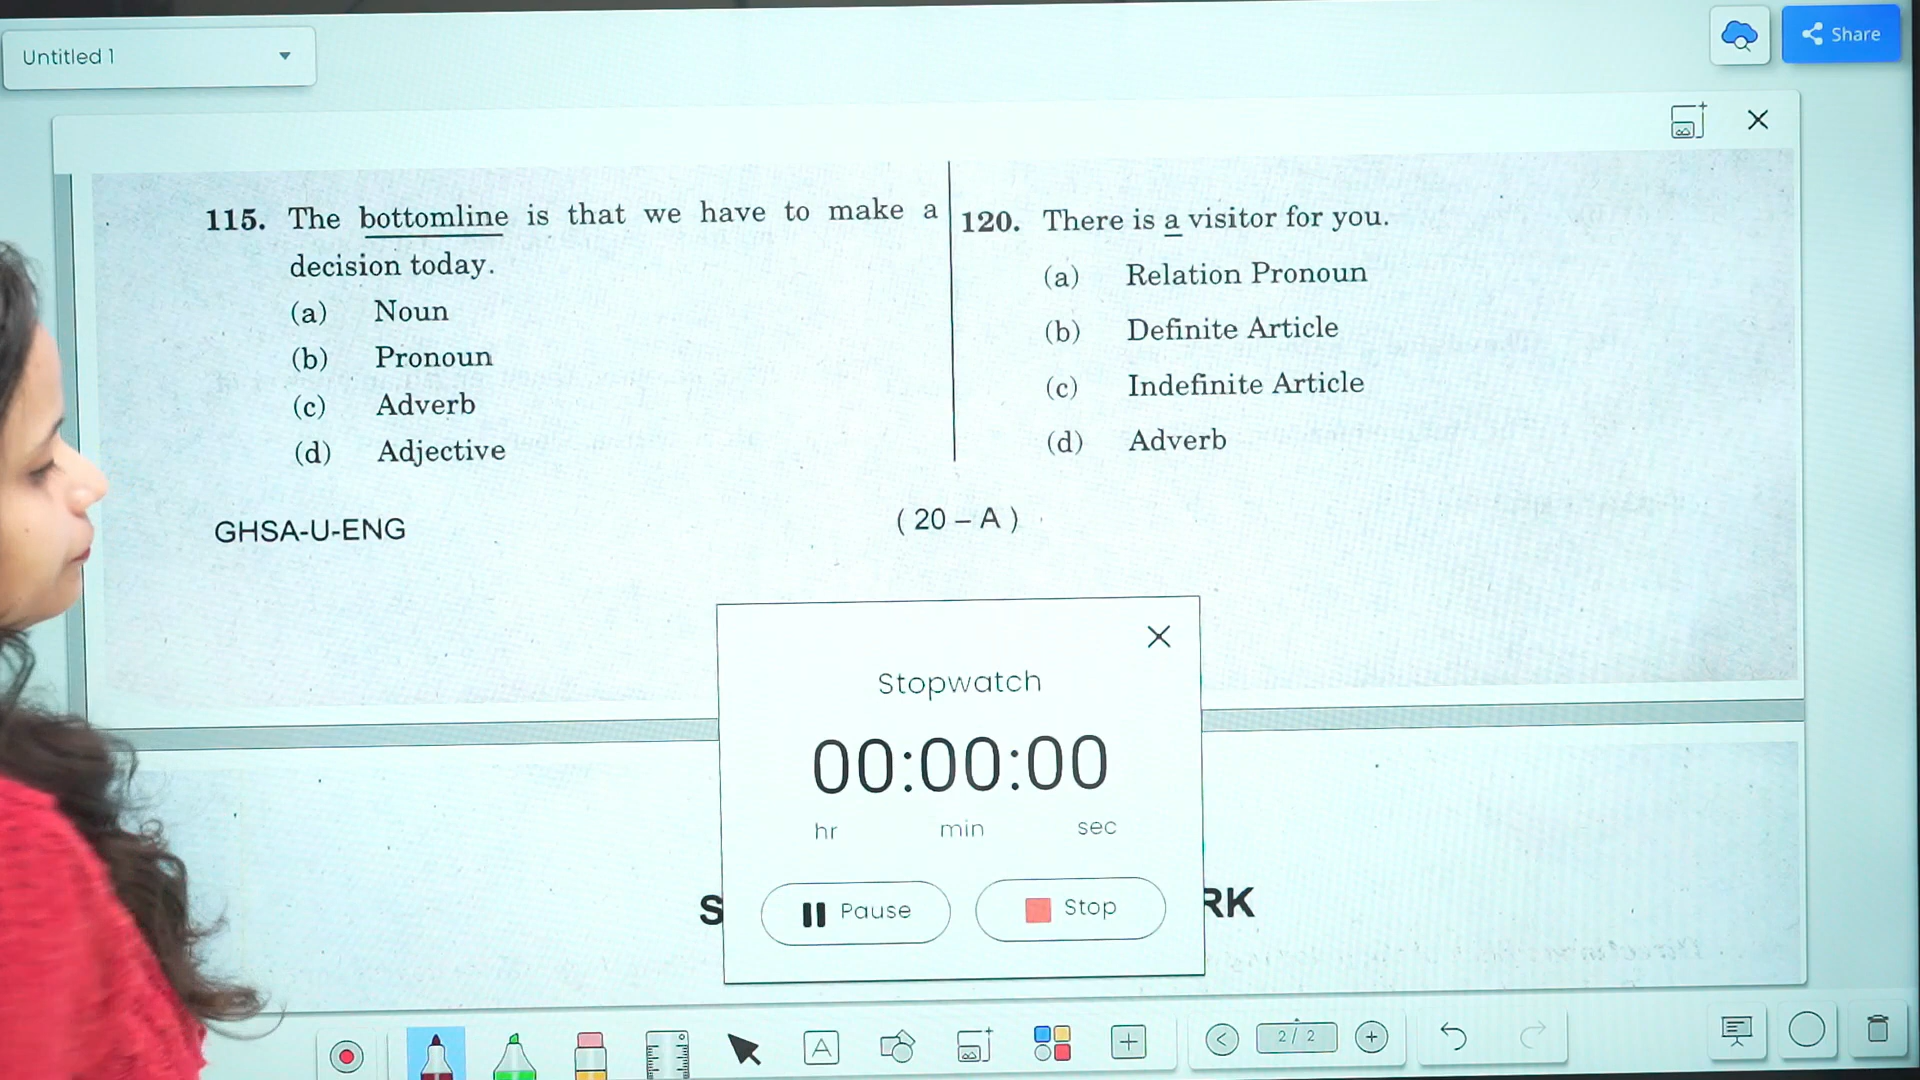 Untitled 1
Share
115. The bottomline is that we have to make a
decision today.
(a) Noun
(b) Pronoun
(c) Adverb
(d) Adjective
120. There is a visitor for you.
(a) Relation Pronoun
(b) Definite Article
(c) Indefinite Article
(d) Adverb
GHSA-U-ENG
( 20 – A )
Stopwatch
00:00:00
hr min sec
Pause Stop
S
RK
A
2 / 2